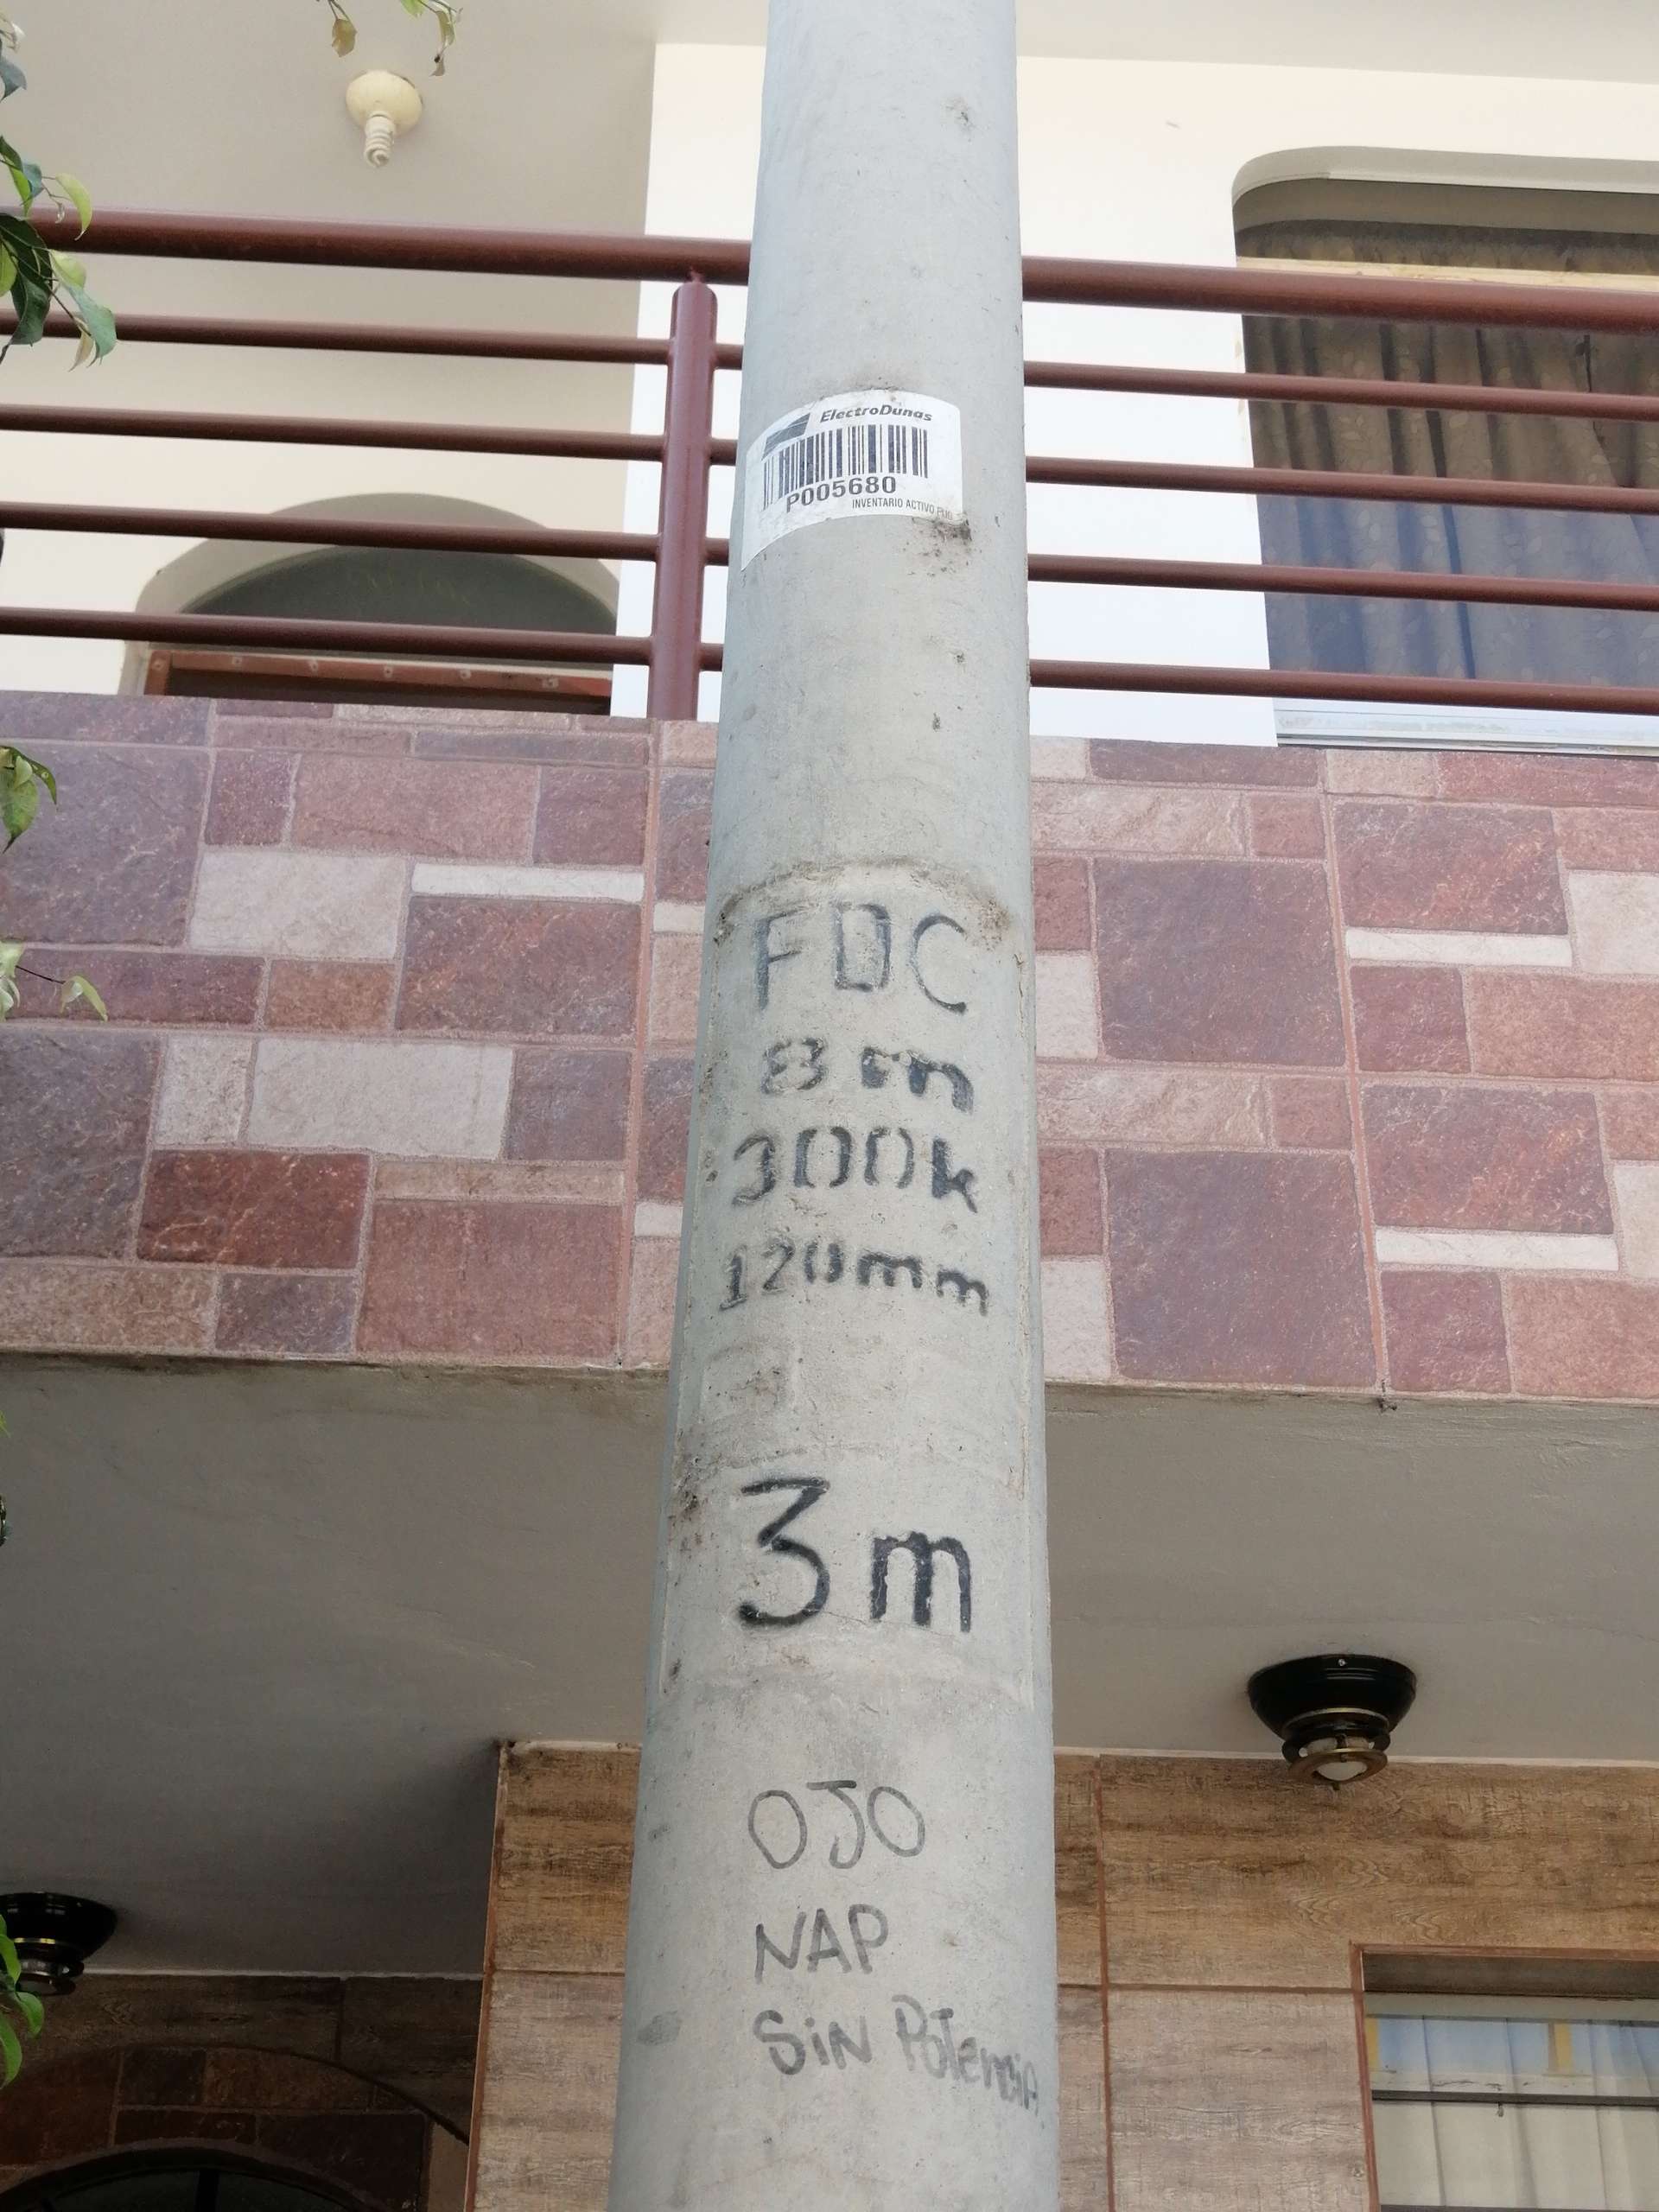 ElectroDunas
P005680
INVENTARIO ACTIVO
FDC
8m
300k
120mm
3m
OJO
NAP
SiN POTenciA